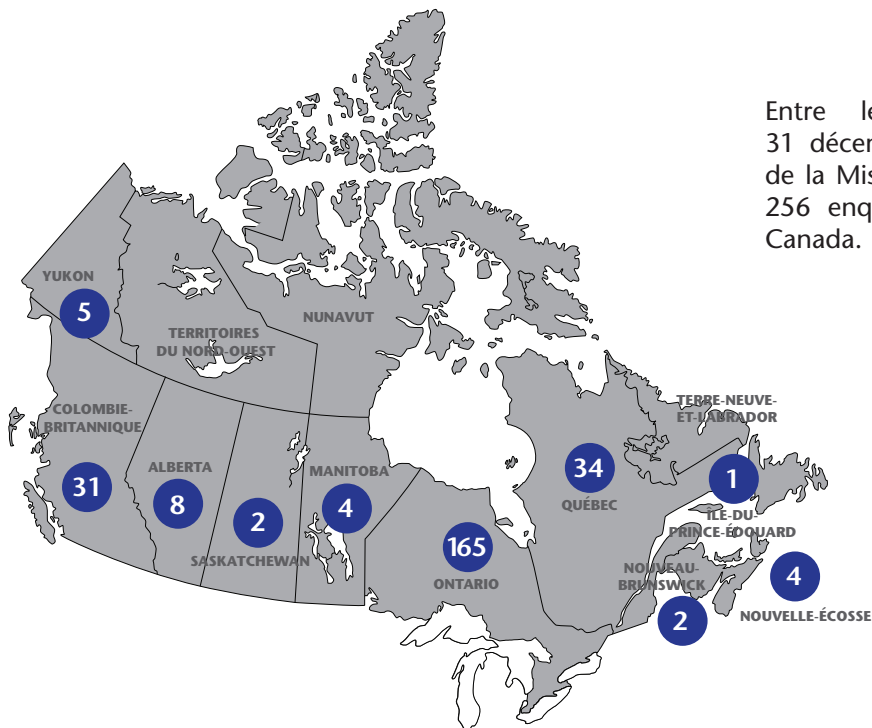 Entre le
31 décem
de la Mis
256 enq
Canada.
YUKON
5
TERRITOIRES
DU NORD-OUEST
NUNAVUT
COLOMBIE-
BRITANNIQUE
31
ALBERTA
8
2
SASKATCHEWAN
MANITOBA
4
165
ONTARIO
34
QUÉBEC
TERRE-NEUVE-
ET-LABRADOR
1
ÎLE-DU-
PRINCE-ÉDOUARD
NOUVEAU-
BRUNSWICK
2
4
NOUVELLE-ÉCOSSE